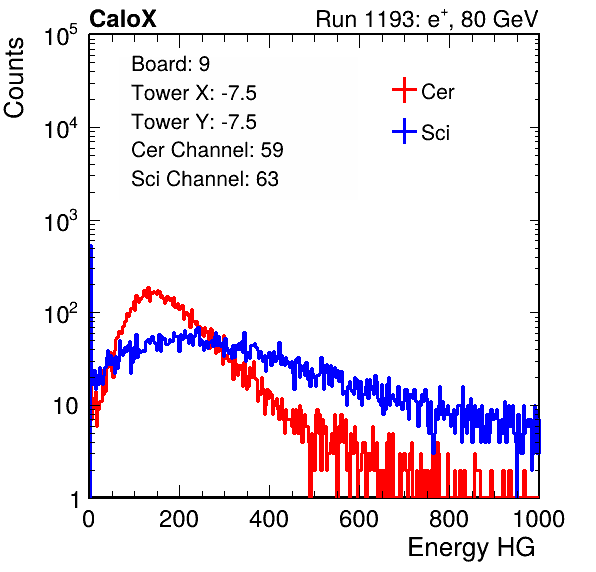 CaloX Run 1193: e⁺, 80 GeV
Counts
10⁵
10⁴
10³
10²
10
1
Board: 9
Tower X: -7.5
Tower Y: -7.5
Cer Channel: 59
Sci Channel: 63
Cer
Sci
0 200 400 600 800 1000
Energy HG